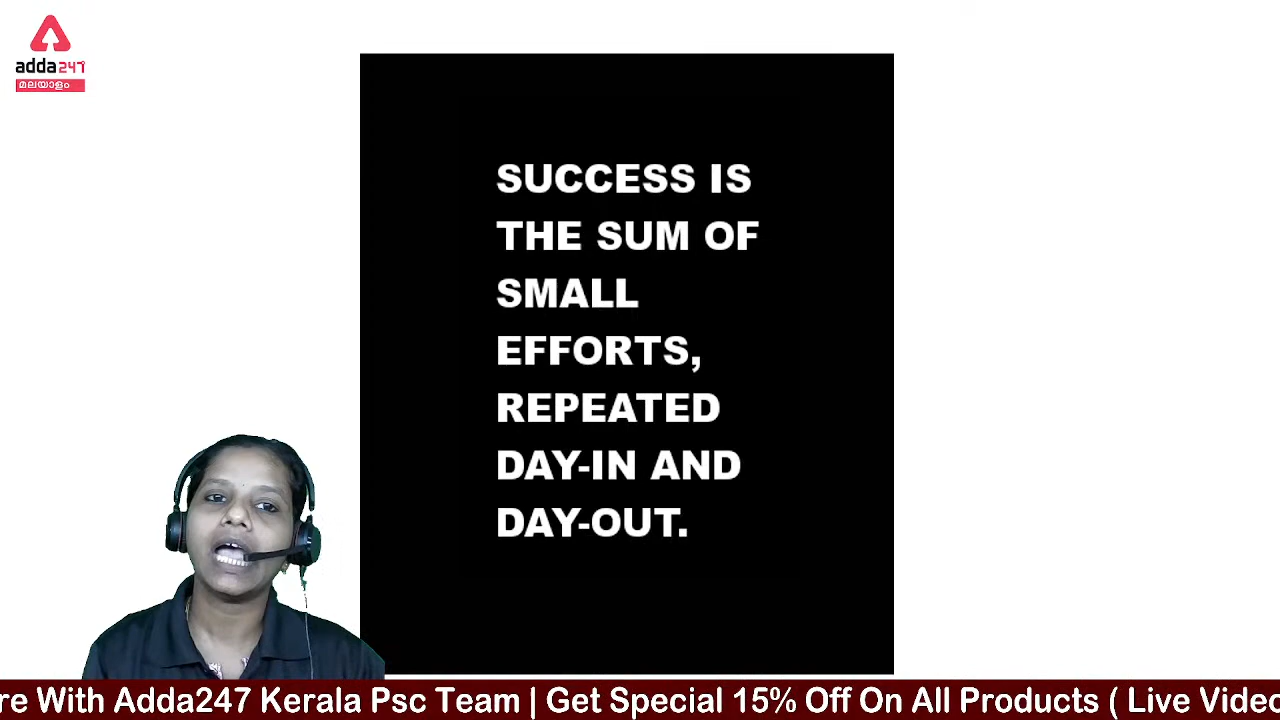 adda247
മലയാളം
SUCCESS IS
THE SUM OF
SMALL
EFFORTS,
REPEATED
DAY-IN AND
DAY-OUT.
re With Adda247 Kerala Psc Team | Get Special 15% Off On All Products ( Live Video